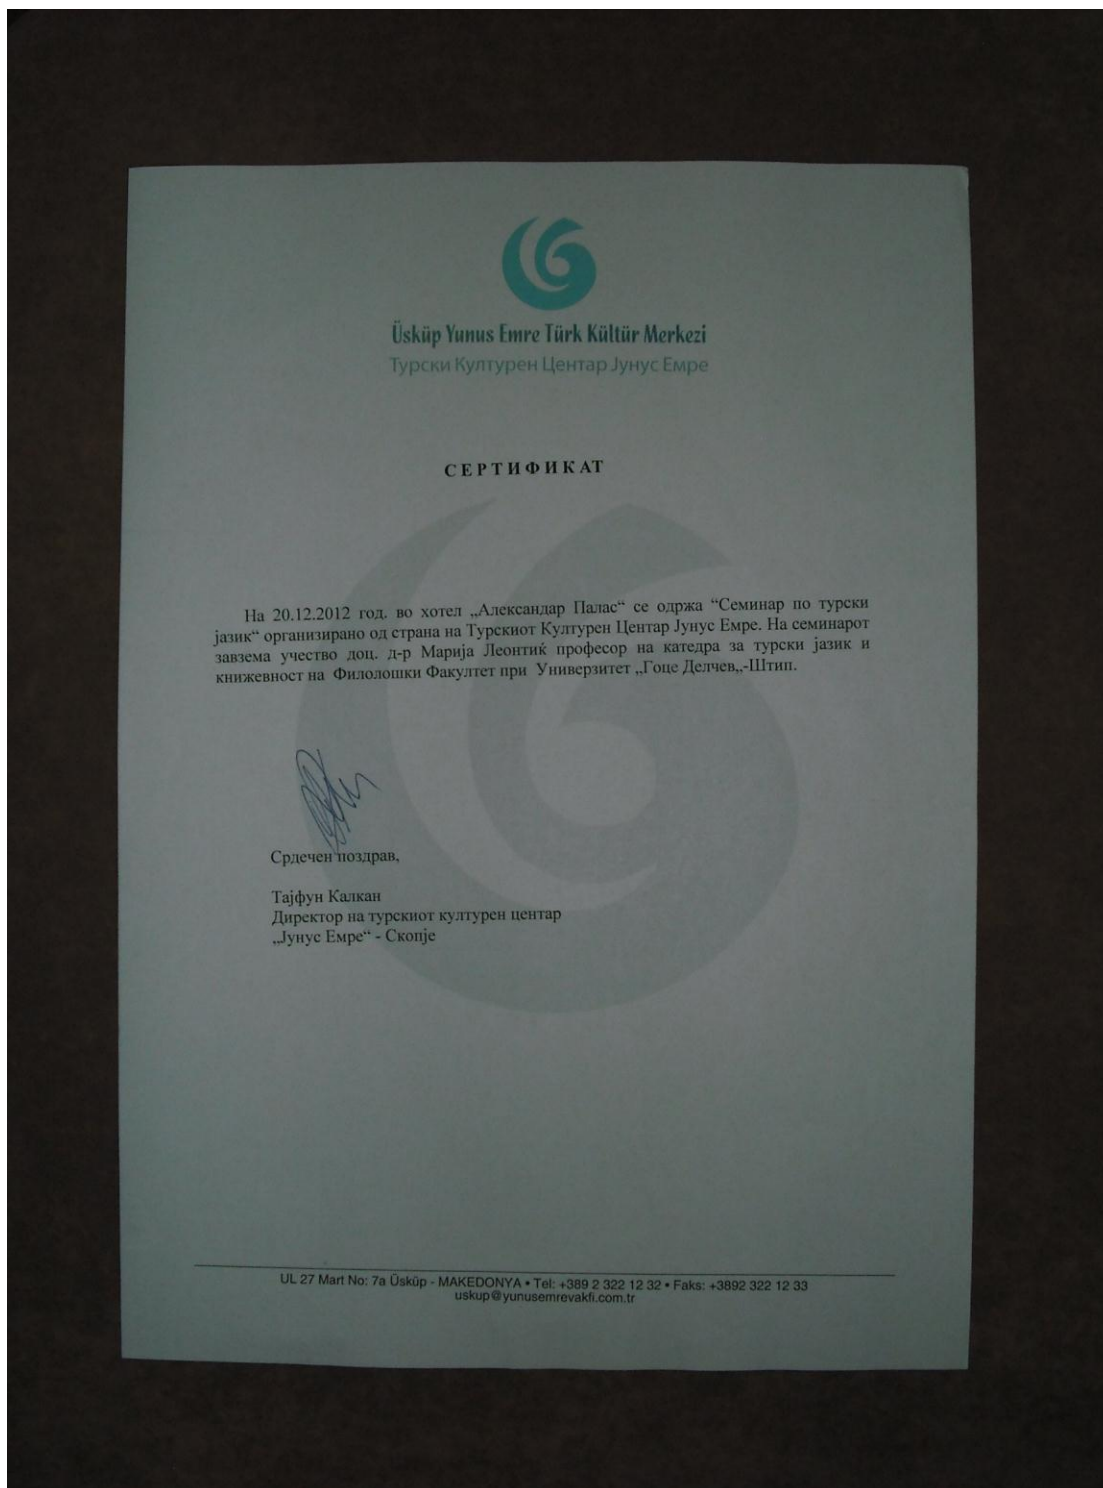 Üsküp Yunus Emre Türk Kültür Merkezi
Турски Културен Центар Јунус Емре
С Е Р Т И Ф И К АТ
На 20.12.2012 год. во хотел „Александар Палас“ се одржа “Семинар по турски
јазик“ организирано од страна на Турскиот Културен Центар Јунус Емре. На семинарот
завзема учество доц. д-р Марија Леонтиќ професор на катедра за турски јазик и
книжевност на Филолошки Факултет при Универзитет „Гоце Делчев„-Штип.
Срдечен поздрав,
Тајфун Калкан
Директор на турскиот културен центар
„Јунус Емре“ - Скопје
UL 27 Mart No: 7a Üsküp - MAKEDONYA • Tel: +389 2 322 12 32 • Faks: +3892 322 12 33
uskup@yunusemrevakfi.com.tr